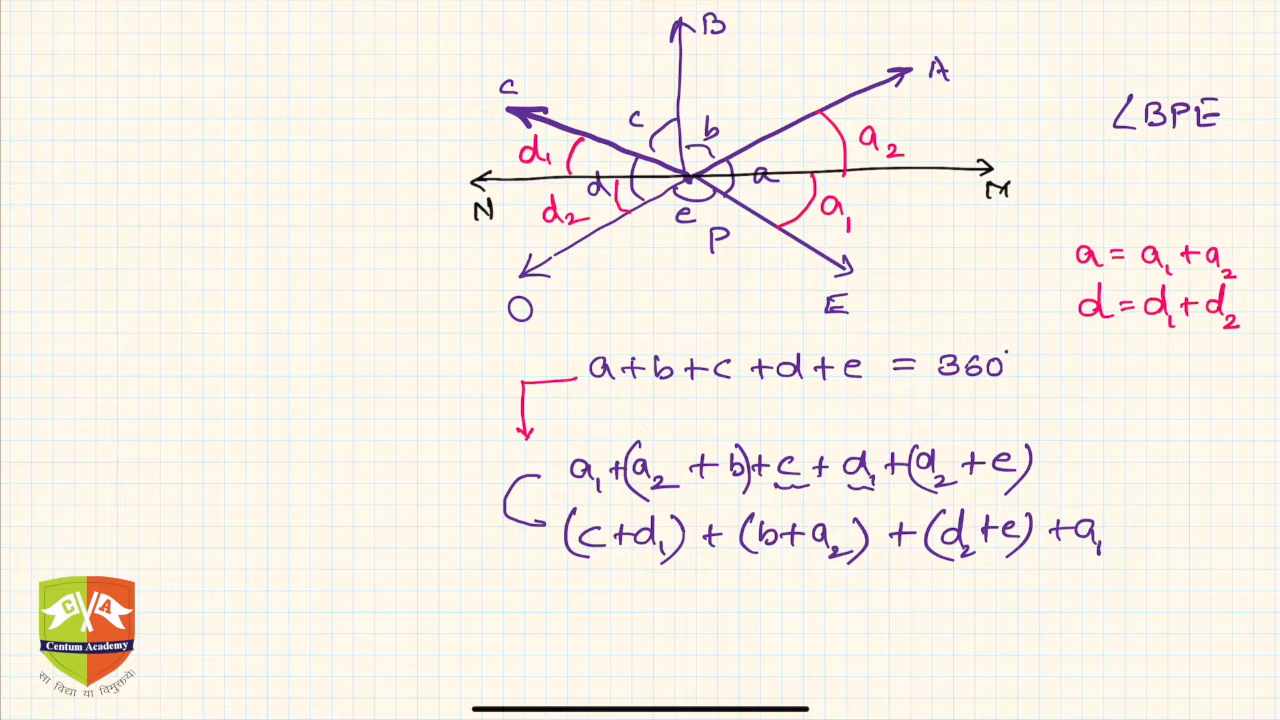 B
A
C
c
b
∠BPE
d₁
a₂
N
d
a
M
d₂
e
a₁
P
O
E
a = a₁ + a₂
d = d₁ + d₂
a + b + c + d + e = 360°
a₁ + (a₂ + b) + c + d₁ + (d₂ + e)
(c + d₁) + (b + a₂) + (d₂ + e) + a₁
C A
Centum Academy
सा विद्या या विमुक्तये।